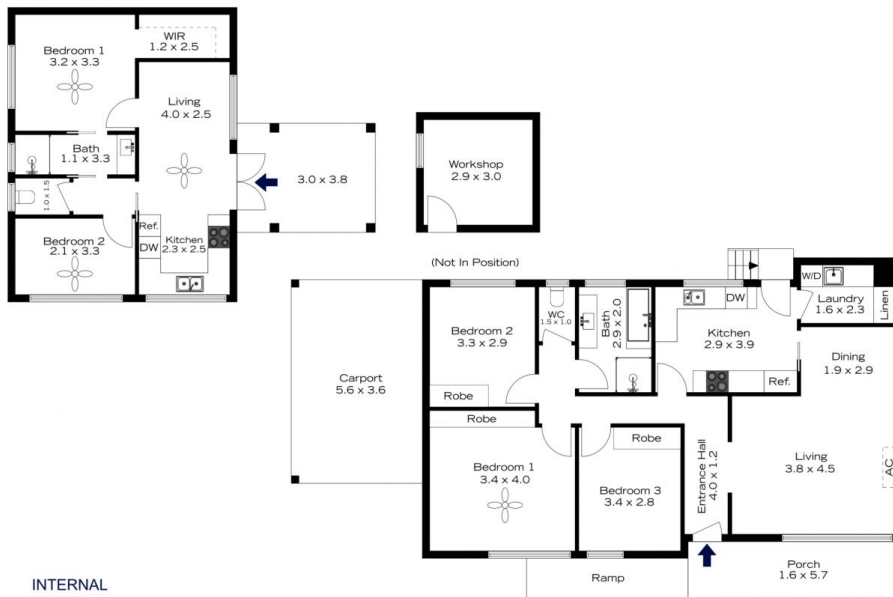 Bedroom 1
3.2 x 3.3
WIR
1.2 x 2.5
Living
4.0 x 2.5
Bath
1.1 x 3.3
1.0 x 1.5
Bedroom 2
2.1 x 3.3
Ref.
DW
Kitchen
2.3 x 2.5
3.0 x 3.8
Workshop
2.9 x 3.0
(Not In Position)
Carport
5.6 x 3.6
Bedroom 2
3.3 x 2.9
Robe
WC
1.5 x 1.0
Bath
2.9 x 2.0
DW
Kitchen
2.9 x 3.9
Ref.
W/D
Laundry
1.6 x 2.3
Linen
Dining
1.9 x 2.9
Robe
Bedroom 1
3.4 x 4.0
Robe
Bedroom 3
3.4 x 2.8
Entrance Hall
4.0 x 1.2
Living
3.8 x 4.5
AC
Ramp
Porch
1.6 x 5.7
INTERNAL